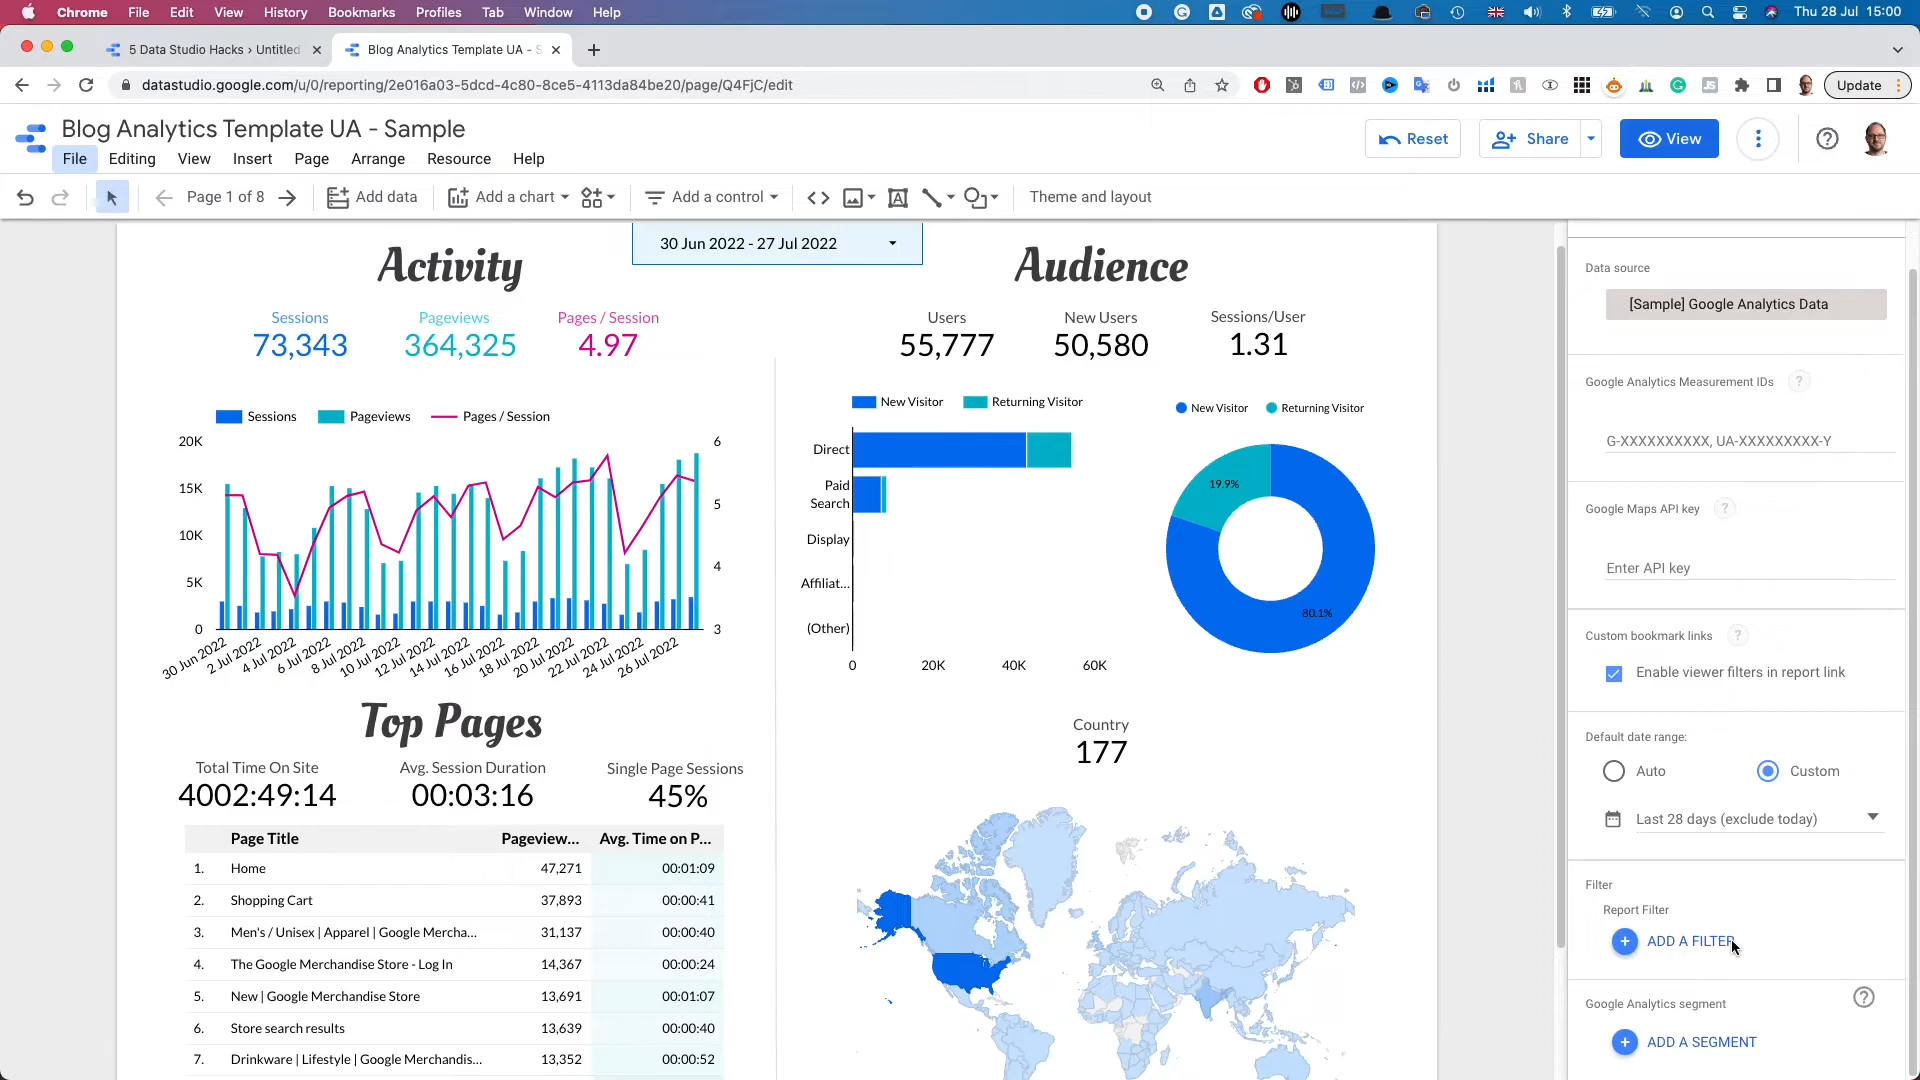 Chrome File Edit View History Bookmarks Profiles Tab Window Help Thu 28 Jul 15:00
5 Data Studio Hacks › Untitled Blog Analytics Template UA - S
datastudio.google.com/u/0/reporting/2e016a03-5dcd-4c80-8ce5-4113da84be20/page/Q4FjC/edit Update
Blog Analytics Template UA - Sample Reset Share View
File Editing View Insert Page Arrange Resource Help
Page 1 of 8 Add data Add a chart Add a control Theme and layout
30 Jun 2022 - 27 Jul 2022
Activity Audience
Sessions Pageviews Pages / Session Users New Users Sessions/User
73,343 364,325 4.97 55,777 50,580 1.31
Sessions Pageviews Pages / Session
20K 6
15K 5
10K
4
5K
0 3
30 Jun 2022 2 Jul 2022 4 Jul 2022 6 Jul 2022 8 Jul 2022 10 Jul 2022 12 Jul 2022 14 Jul 2022 16 Jul 2022 18 Jul 2022 20 Jul 2022 22 Jul 2022 24 Jul 2022 26 Jul 2022
New Visitor Returning Visitor
Direct
Paid
Search
Display
Affiliat...
(Other)
0 20K 40K 60K
New Visitor Returning Visitor
19.9%
80.1%
Top Pages
Total Time On Site Avg. Session Duration Single Page Sessions
4002:49:14 00:03:16 45%
Page Title Pageview... Avg. Time on P...
1. Home 47,271 00:01:09
2. Shopping Cart 37,893 00:00:41
3. Men's / Unisex | Apparel | Google Mercha... 31,137 00:00:40
4. The Google Merchandise Store - Log In 14,367 00:00:24
5. New | Google Merchandise Store 13,691 00:01:07
6. Store search results 13,639 00:00:40
7. Drinkware | Lifestyle | Google Merchandis... 13,352 00:00:52
Country
177
Data source
[Sample] Google Analytics Data
Google Analytics Measurement IDs ?
G-XXXXXXXXXX, UA-XXXXXXXXX-Y
Google Maps API key ?
Enter API key
Custom bookmark links ?
Enable viewer filters in report link
Default date range:
Auto Custom
Last 28 days (exclude today)
Filter
Report Filter
ADD A FILTER
Google Analytics segment
ADD A SEGMENT